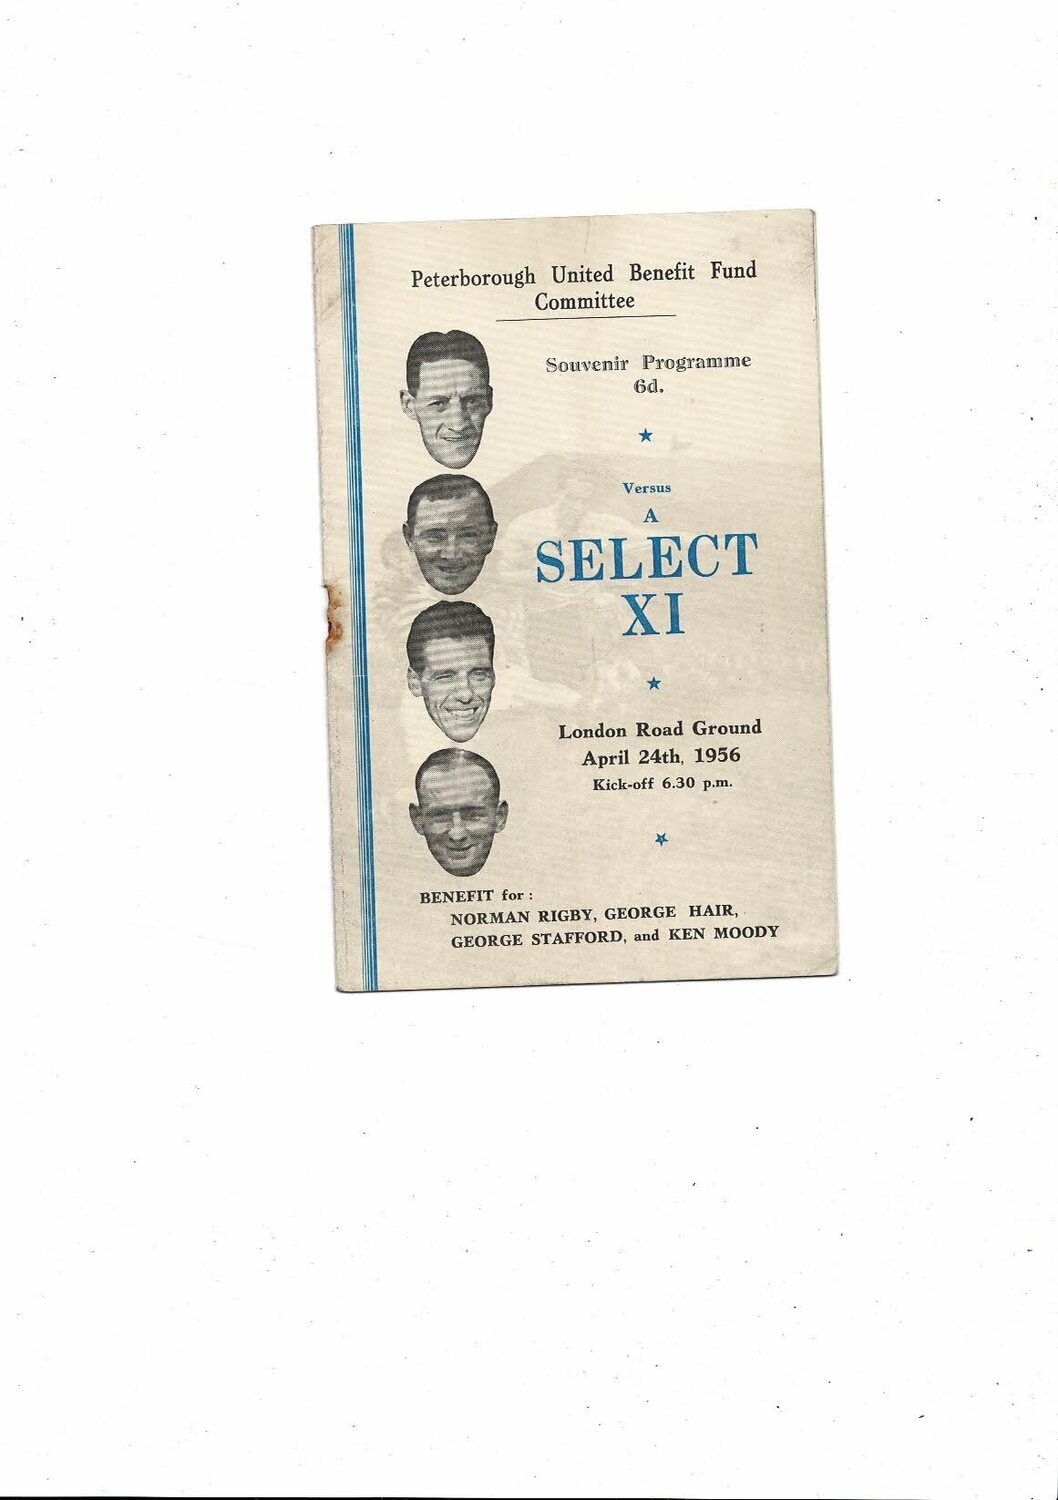 Peterborough United Benefit Fund
Committee
Souvenir Programme
6d.
Versus
A
SELECT
XI
London Road Ground
April 24th, 1956
Kick-off 6.30 p.m.
BENEFIT for :
NORMAN RIGBY, GEORGE HAIR,
GEORGE STAFFORD, and KEN MOODY